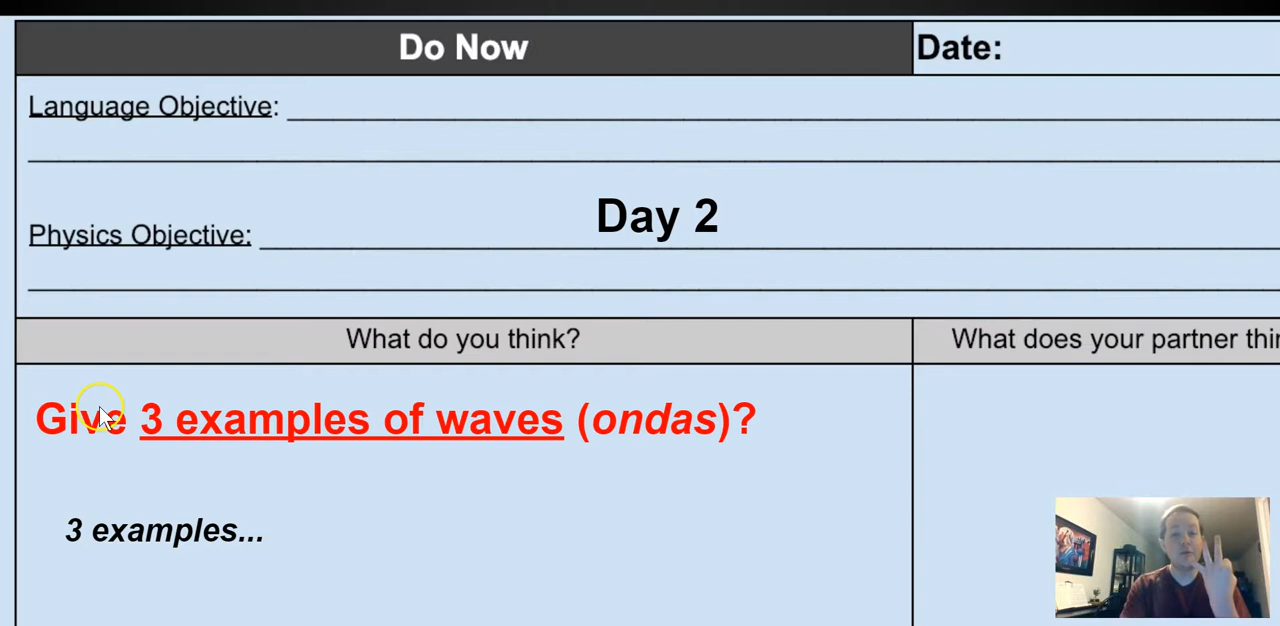 Do Now
Date:
Language Objective:
Day 2
Physics Objective:
What do you think?
What does your partner thin
Give 3 examples of waves (ondas)?
3 examples...